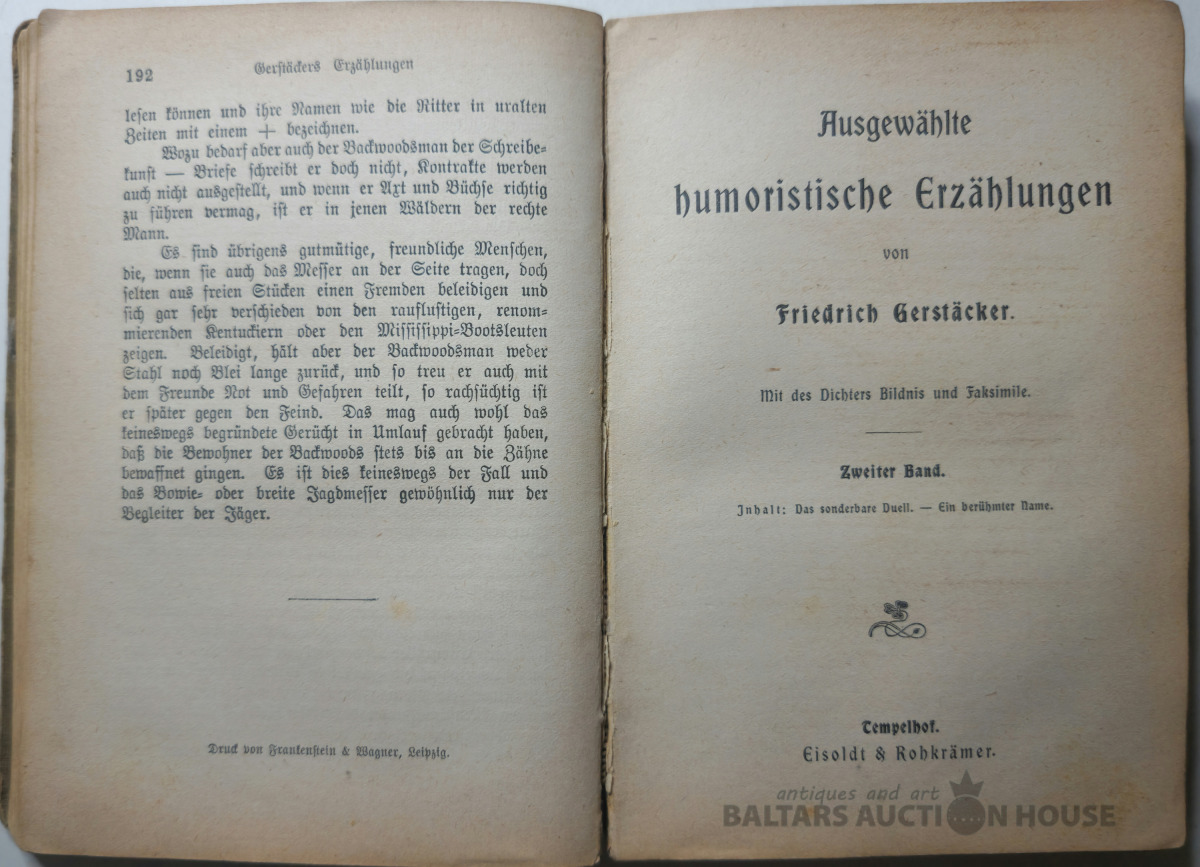 192
Gerstäckers Erzählungen
lesen können und ihre Namen wie die Ritter in uralten
Zeiten mit einem + bezeichnen.
Wozu bedarf aber auch der Backwoodsman der Schreibe-
kunst — Briefe schreibt er doch nicht, Kontrakte werden
auch nicht ausgestellt, und wenn er Axt und Büchse richtig
zu führen vermag, ist er in jenen Wäldern der rechte
Mann.
Es sind übrigens gutmütige, freundliche Menschen,
die, wenn sie auch das Messer an der Seite tragen, doch
selten aus freien Stücken einen Fremden beleidigen und
sich gar sehr verschieden von den rauflustigen, renom-
mierenden Kentuckiern oder den Mississippi-Bootsleuten
zeigen. Beleidigt, hält aber der Backwoodsman weder
Stahl noch Blei lange zurück, und so treu er auch mit
dem Freunde Not und Gefahren teilt, so rachsüchtig ist
er später gegen den Feind. Das mag auch wohl das
keineswegs begründete Gerücht in Umlauf gebracht haben,
daß die Bewohner der Backwoods stets bis an die Zähne
bewaffnet gingen. Es ist dies keineswegs der Fall und
das Bowie- oder breite Jagdmesser gewöhnlich nur der
Begleiter der Jäger.
Druck von Frankenstein & Wagner, Leipzig.
Ausgewählte
humoristische Erzählungen
von
Friedrich Gerstäcker.
Mit des Dichters Bildnis und Faksimile.
Zweiter Band.
Inhalt: Das sonderbare Duell. — Ein berühmter Name.
Tempelhof.
Eisoldt & Rohkrämer.
antiques and art
BALTARS AUCTION HOUSE